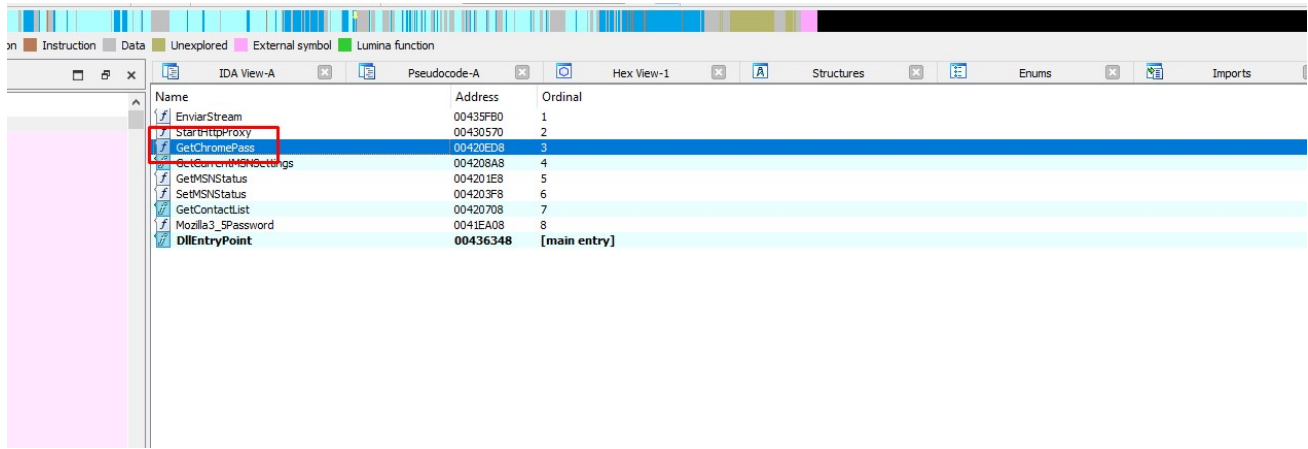 on Instruction Data Unexplored External symbol Lumina function
IDA View-A Pseudocode-A Hex View-1 Structures Enums Imports
Name Address Ordinal
EnviarStream 00435FB0 1
StartHttpProxy 00430570 2
GetChromePass 00420ED8 3
GetCurrentMSNSettings 004208A8 4
GetMSNStatus 004201E8 5
SetMSNStatus 004203F8 6
GetContactList 00420708 7
Mozilla3_5Password 0041EA08 8
DllEntryPoint 00436348 [main entry]